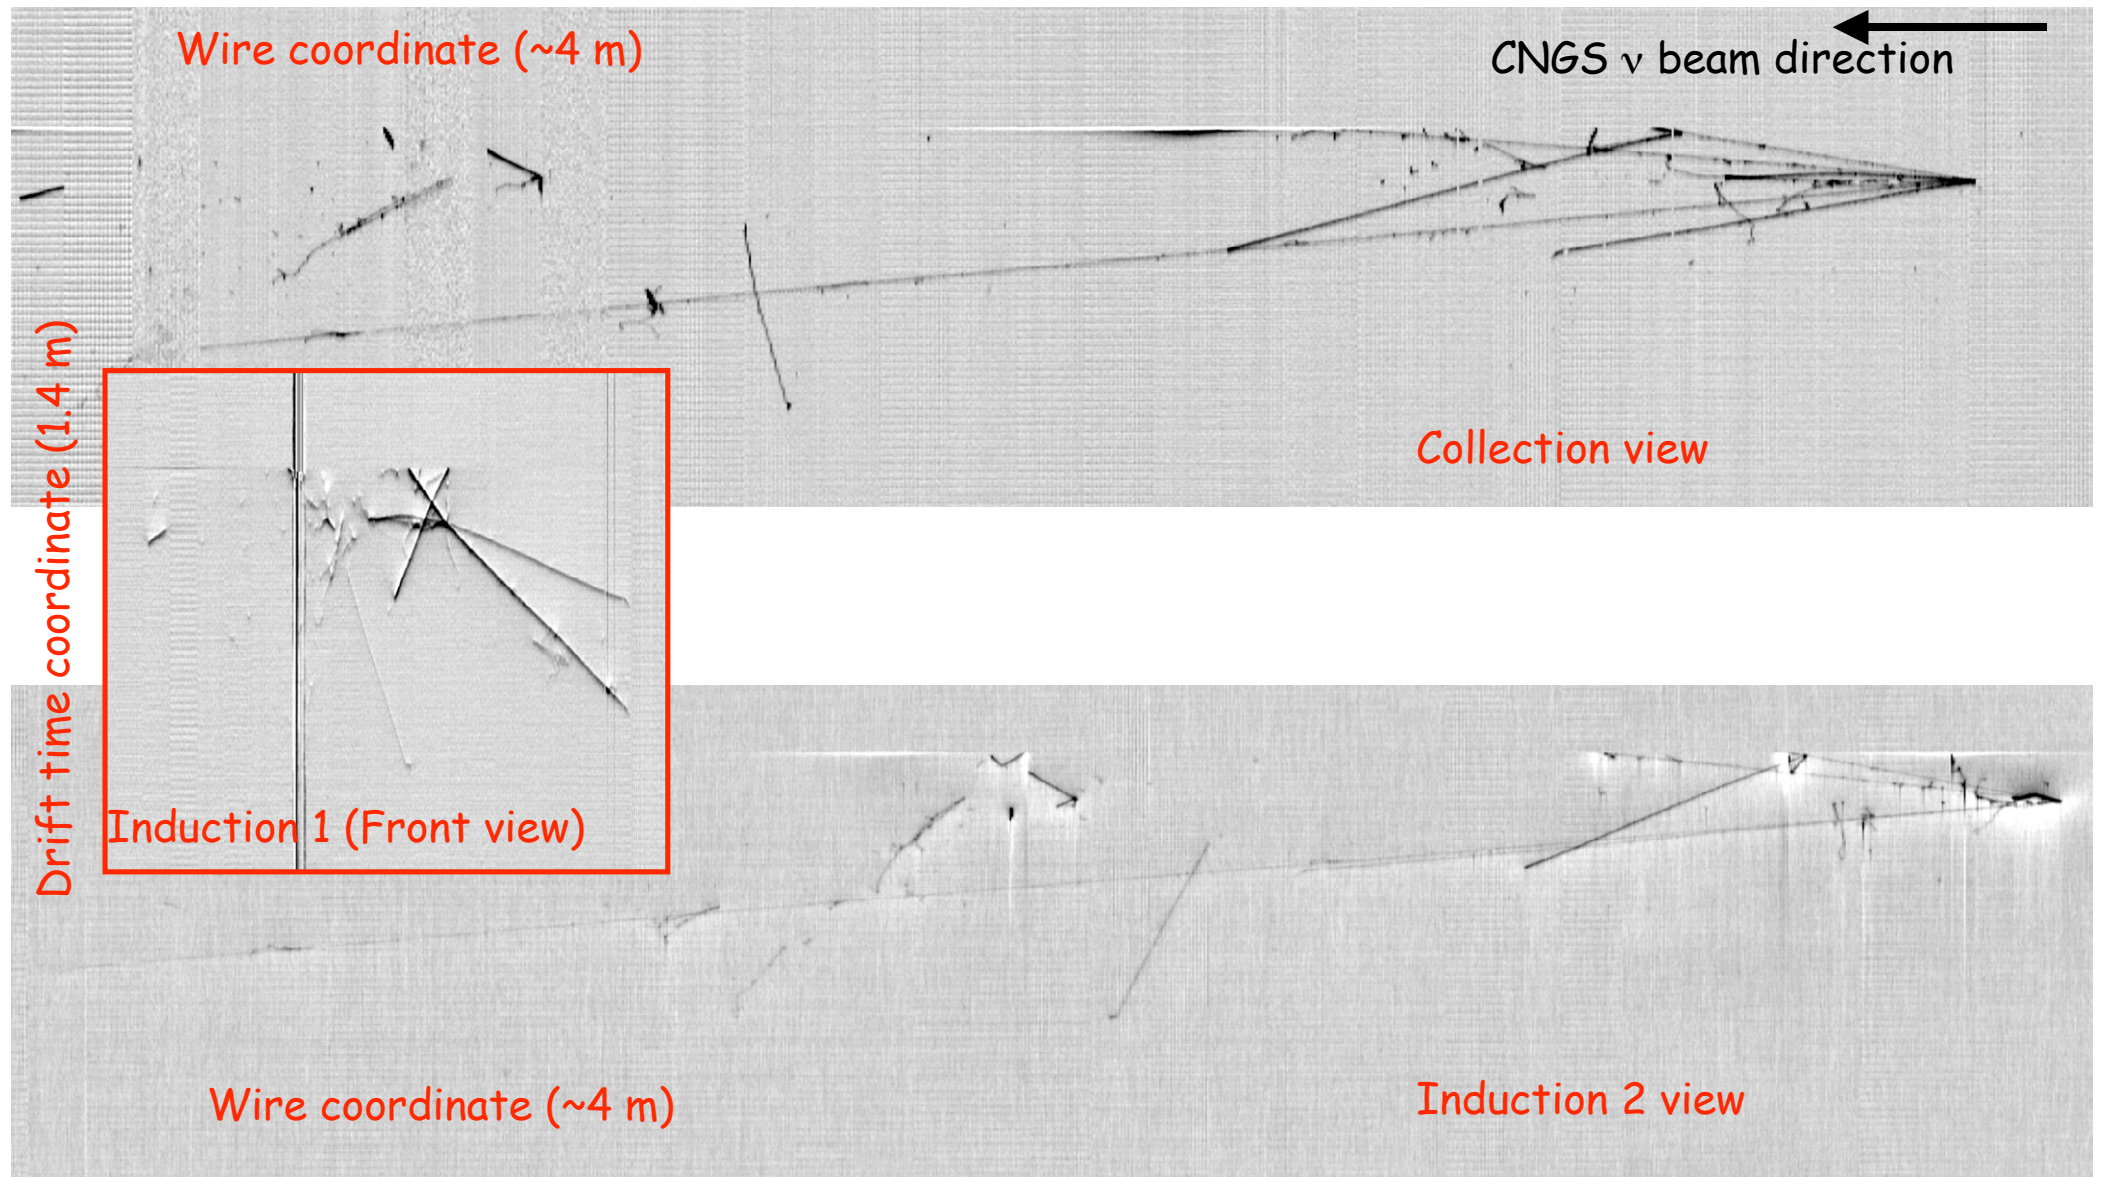 Wire coordinate (~4 m)
CNGS ν beam direction
Drift time coordinate (1.4 m)
Collection view
Induction 1 (Front view)
Wire coordinate (~4 m)
Induction 2 view